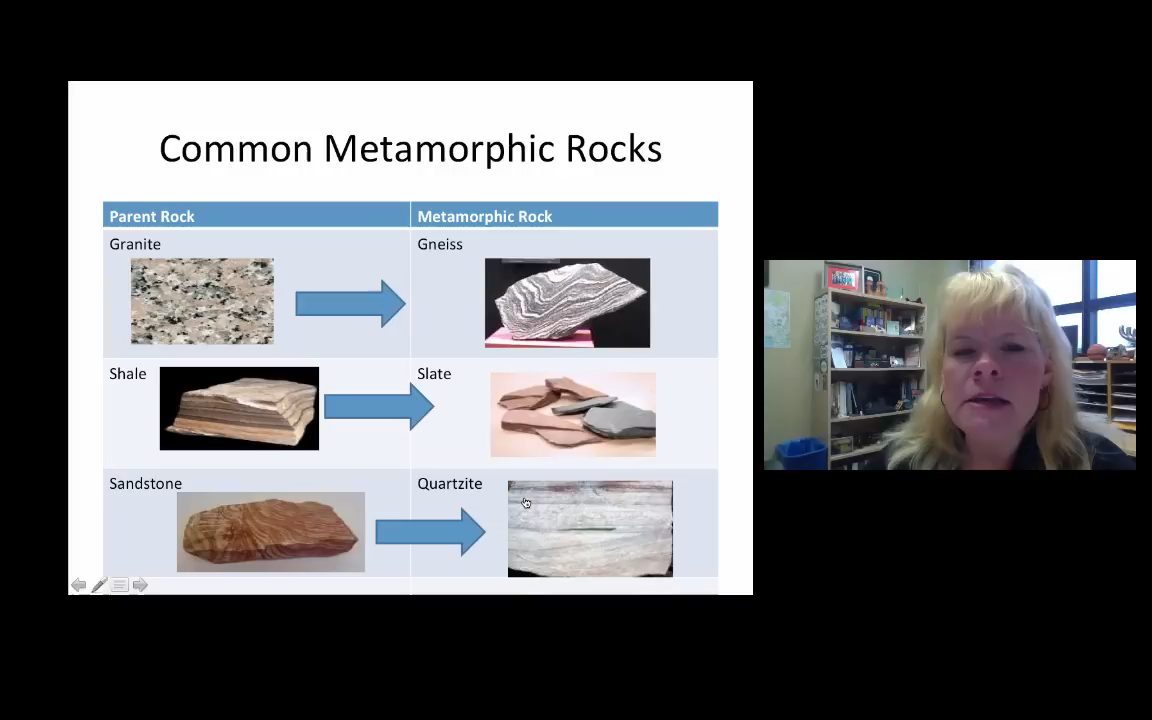 Common Metamorphic Rocks
Parent Rock
Metamorphic Rock
Granite
Gneiss
Shale
Slate
Sandstone
Quartzite